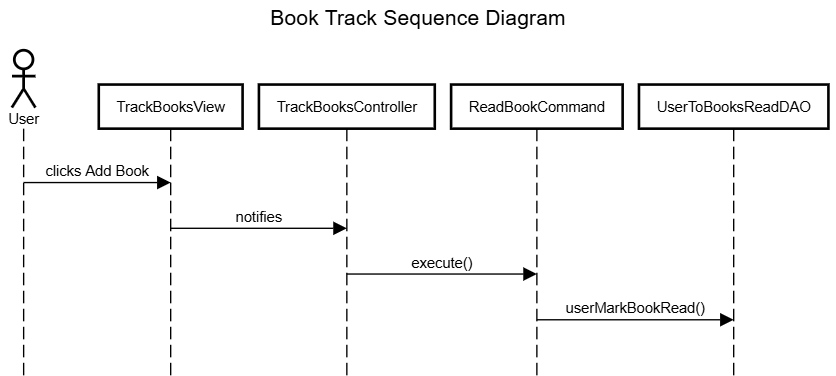 Book Track Sequence Diagram
User
TrackBooksView
TrackBooksController
ReadBookCommand
UserToBooksReadDAO
clicks Add Book
notifies
execute()
userMarkBookRead()